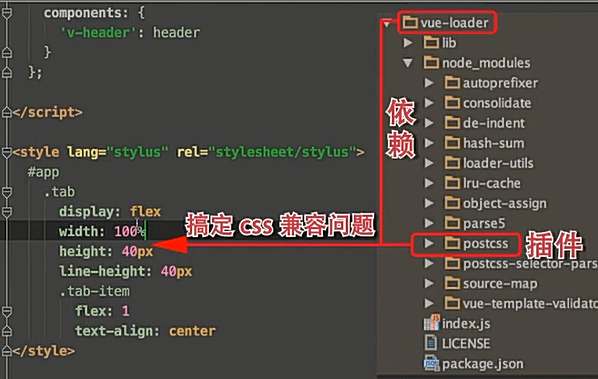 components: {
'v-header': header
}
};
</script>
<style lang="stylus" rel="stylesheet/stylus">
#app
.tab
display: flex
width: 100%
height: 40px
line-height: 40px
.tab-item
flex: 1
text-align: center
</style>
搞定 css 兼容问题
依赖
vue-loader
lib
node_modules
autoprefixer
consolidate
de-indent
hash-sum
loader-utils
lru-cache
object-assign
parse5
postcss
插件
postcss-selector-pars
source-map
vue-template-validato
index.js
LICENSE
package.json